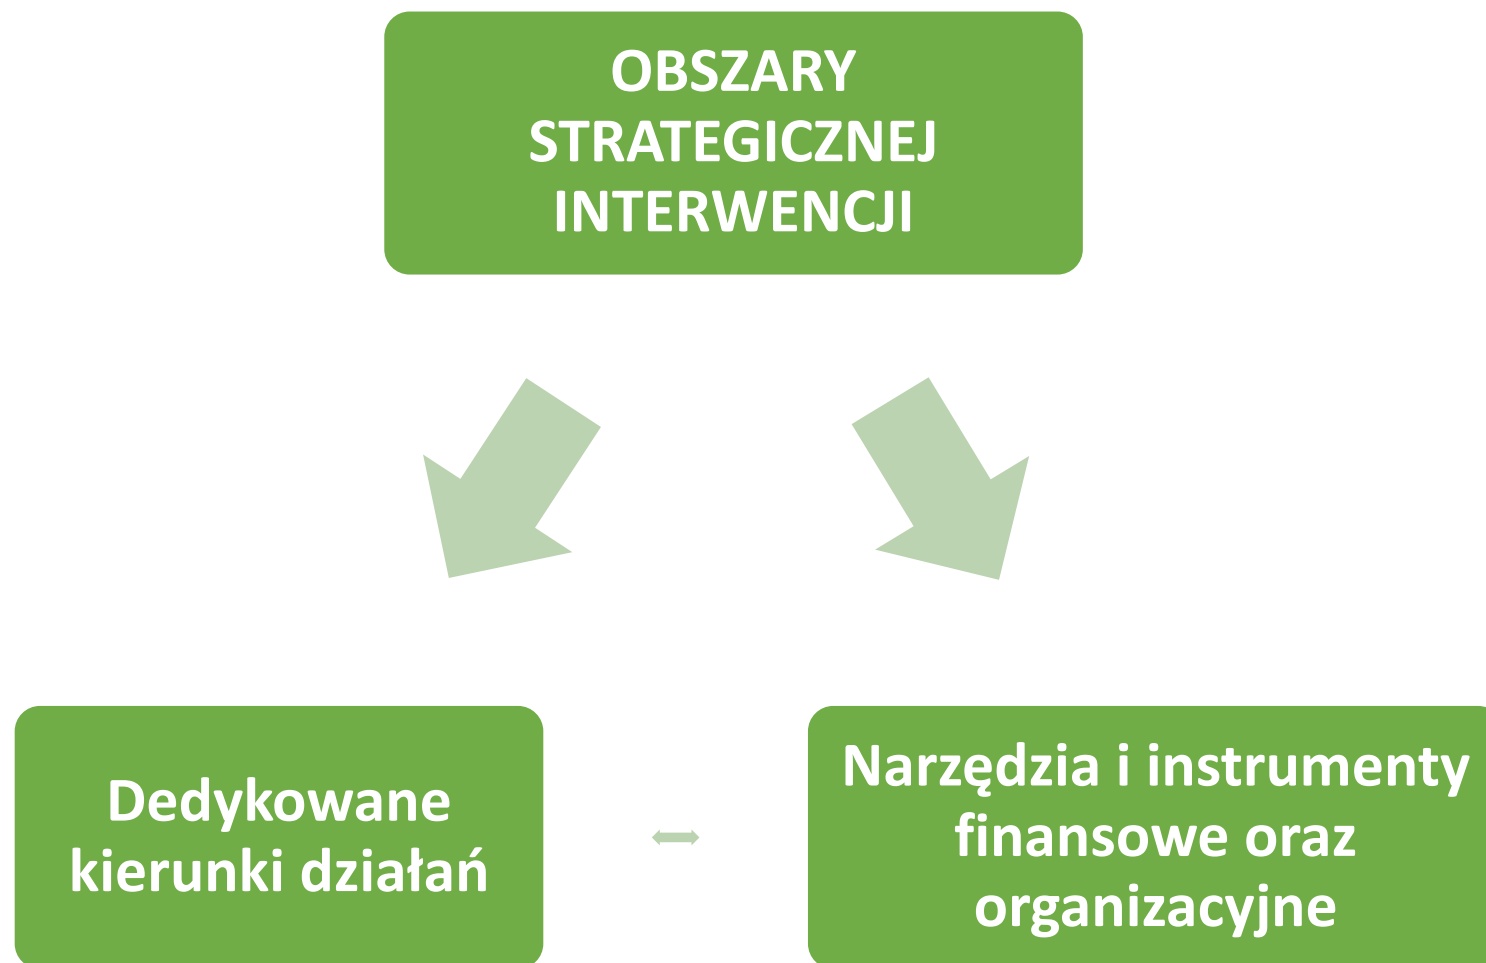 OBSZARY
STRATEGICZNEJ
INTERWENCJI
Dedykowane
kierunki działań
Narzędzia i instrumenty
finansowe oraz
organizacyjne